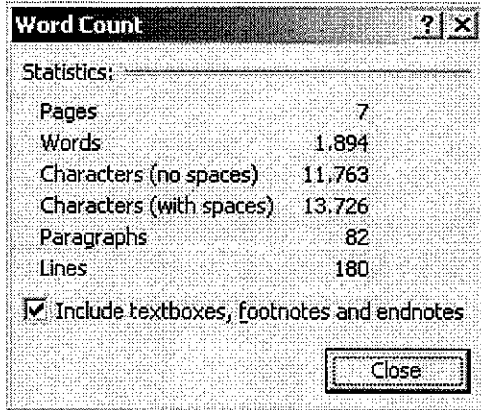 Word Count ? X
Statistics:
Pages 7
Words 1.894
Characters (no spaces) 11.763
Characters (with spaces) 13.726
Paragraphs 82
Lines 180
Include textboxes, footnotes and endnotes
Close